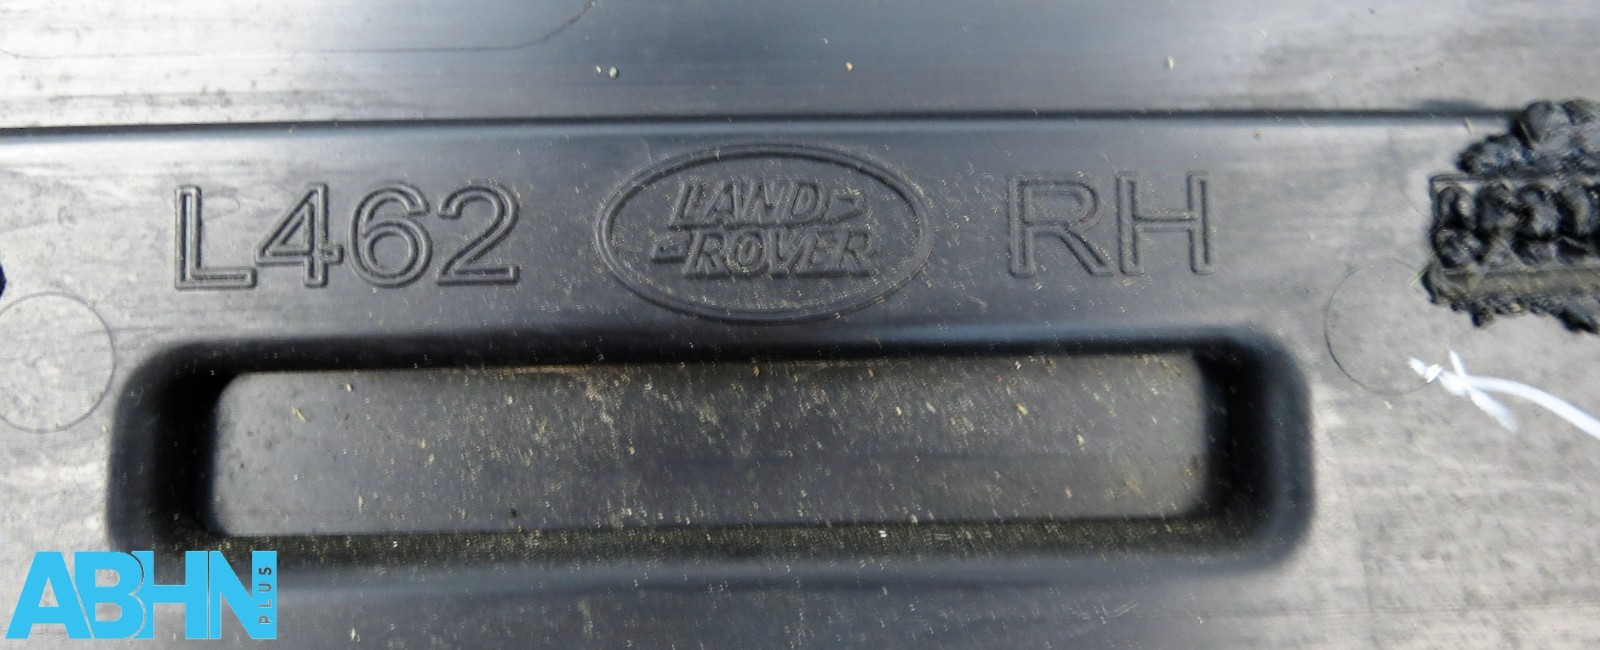 L462 LAND ROVER RH
ABHN PLUS